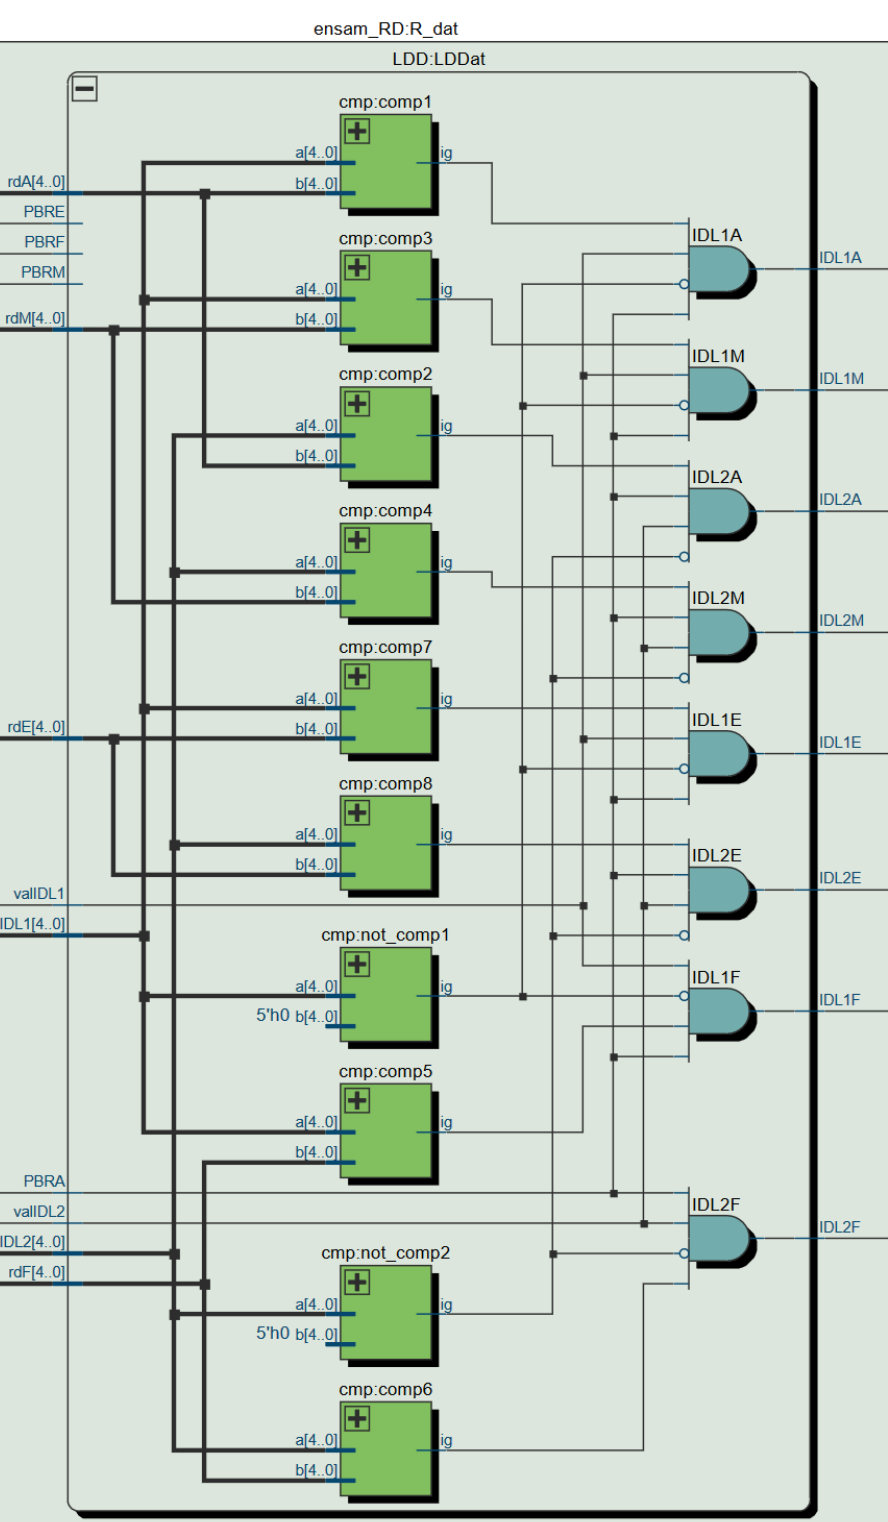 ensam_RD:R_dat
LDD:LDDat
cmp:comp1
a[4..0] ig
rdA[4..0] b[4..0]
PBRE
IDL1A
PBRF
cmp:comp3
IDL1A
PBRM
a[4..0] ig
rdM[4..0] b[4..0]
IDL1M
cmp:comp2
IDL1M
a[4..0] ig
b[4..0]
IDL2A
IDL2A
cmp:comp4
a[4..0] ig
b[4..0]
IDL2M
IDL2M
cmp:comp7
a[4..0] ig
IDL1E
rdE[4..0] b[4..0]
IDL1E
cmp:comp8
a[4..0] ig
IDL2E
b[4..0]
IDL2E
valIDL1
IDL1[4..0]
cmp:not_comp1
IDL1F
a[4..0] ig
IDL1F
5'h0 b[4..0]
cmp:comp5
a[4..0] ig
b[4..0]
PBRA
IDL2F
valIDL2
IDL2F
IDL2[4..0]
cmp:not_comp2
rdF[4..0]
a[4..0] ig
5'h0 b[4..0]
cmp:comp6
a[4..0] ig
b[4..0]